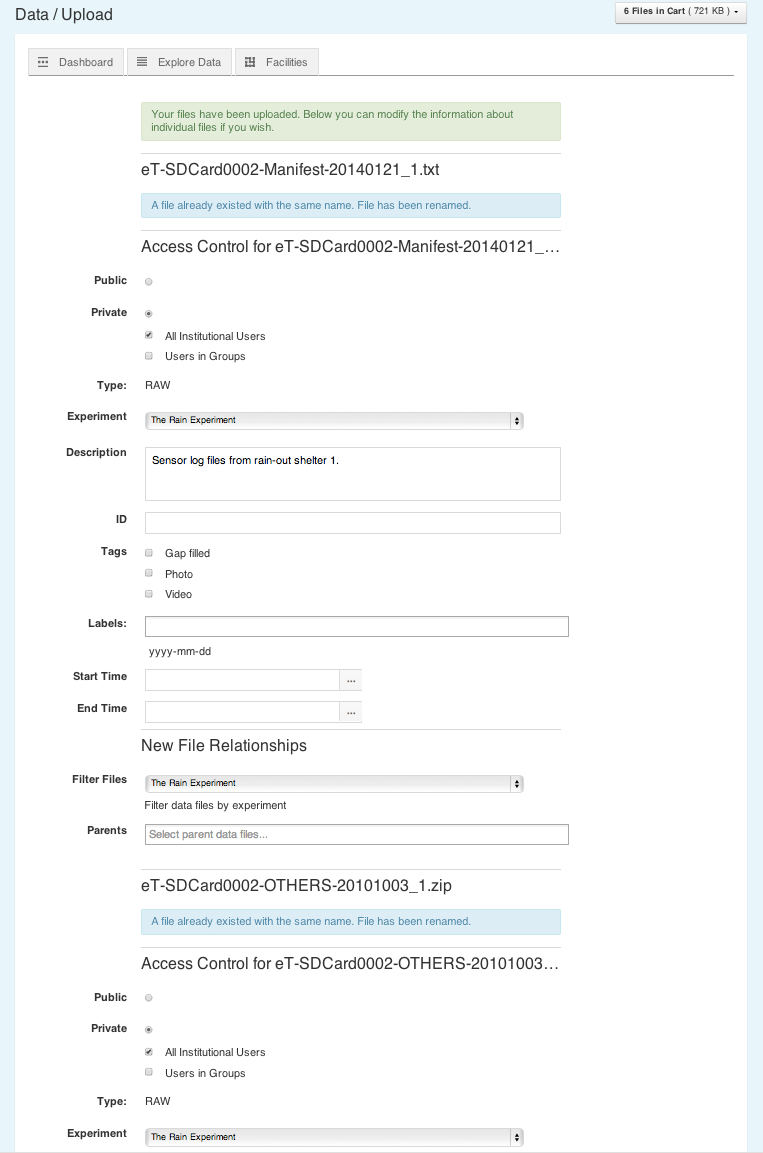 Data / Upload
6 Files in Cart ( 721 KB )
Dashboard
Explore Data
Facilities
Your files have been uploaded. Below you can modify the information about
individual files if you wish.
eT-SDCard0002-Manifest-20140121_1.txt
A file already existed with the same name. File has been renamed.
Access Control for eT-SDCard0002-Manifest-20140121_...
Public
Private
All Institutional Users
Users in Groups
Type: RAW
Experiment The Rain Experiment
Description Sensor log files from rain-out shelter 1.
ID
Tags Gap filled
Photo
Video
Labels:
yyyy-mm-dd
Start Time ...
End Time ...
New File Relationships
Filter Files The Rain Experiment
Filter data files by experiment
Parents Select parent data files...
eT-SDCard0002-OTHERS-20101003_1.zip
A file already existed with the same name. File has been renamed.
Access Control for eT-SDCard0002-OTHERS-20101003...
Public
Private
All Institutional Users
Users in Groups
Type: RAW
Experiment The Rain Experiment